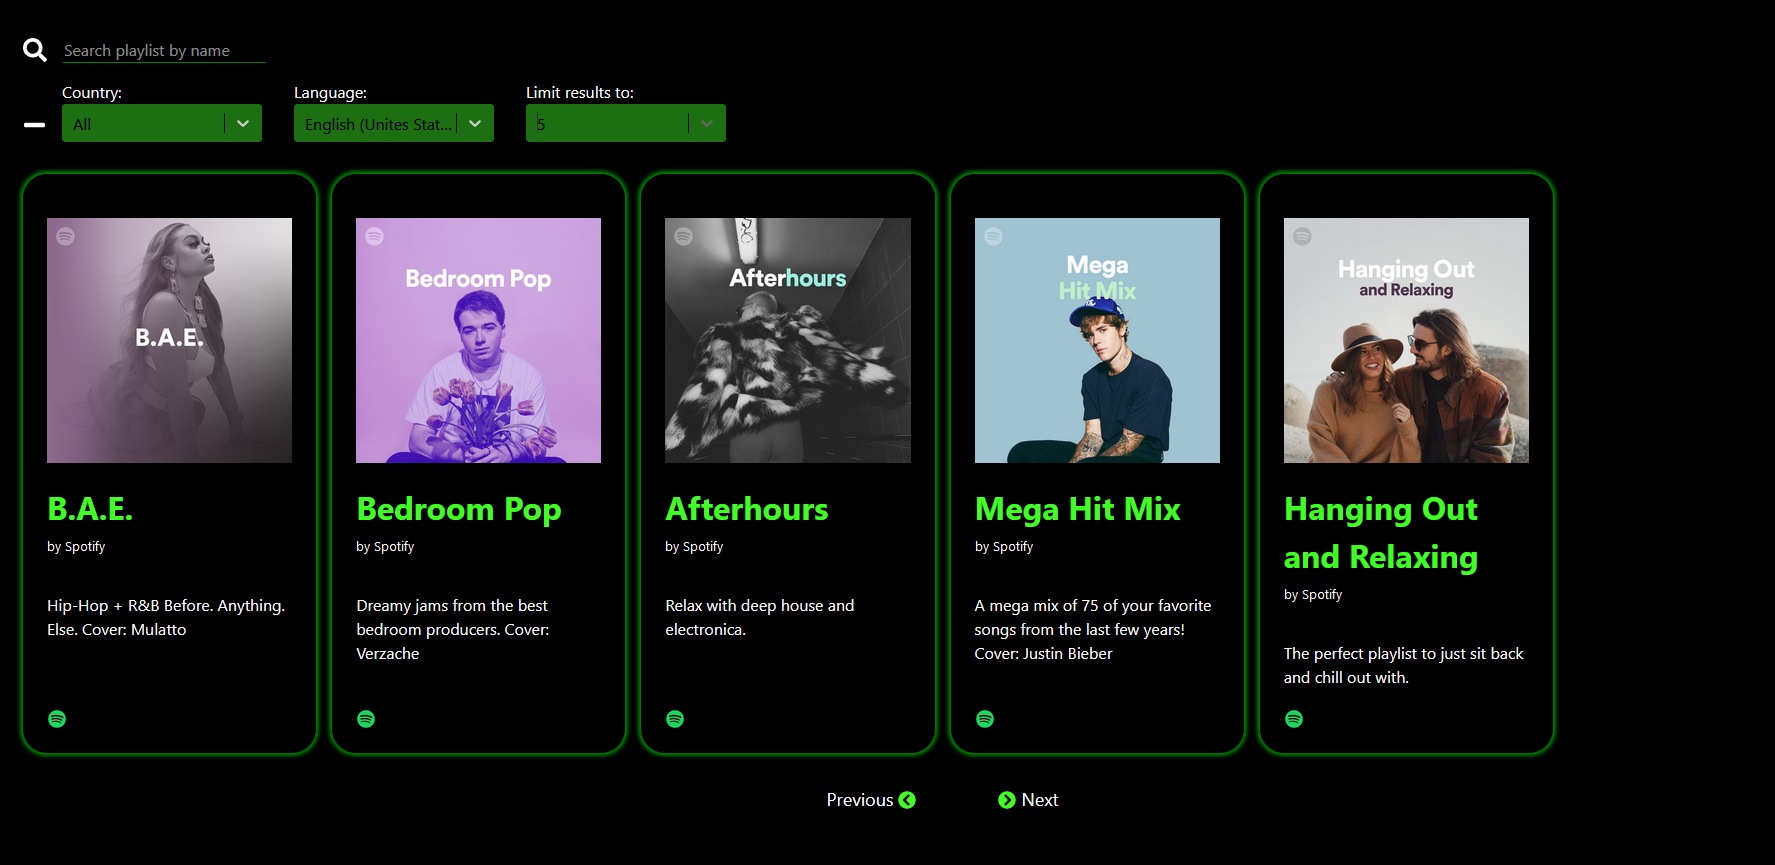 Search playlist by name
Country:
Language:
Limit results to:
All
English (Unites Stat...
5
B.A.E.
Bedroom Pop
Afterhours
Mega
Hit Mix
Hanging Out
and Relaxing
B.A.E.
by Spotify
Hip-Hop + R&B Before. Anything.
Else. Cover: Mulatto
Bedroom Pop
by Spotify
Dreamy jams from the best
bedroom producers. Cover:
Verzache
Afterhours
by Spotify
Relax with deep house and
electronica.
Mega Hit Mix
by Spotify
A mega mix of 75 of your favorite
songs from the last few years!
Cover: Justin Bieber
Hanging Out
and Relaxing
by Spotify
The perfect playlist to just sit back
and chill out with.
Previous
Next